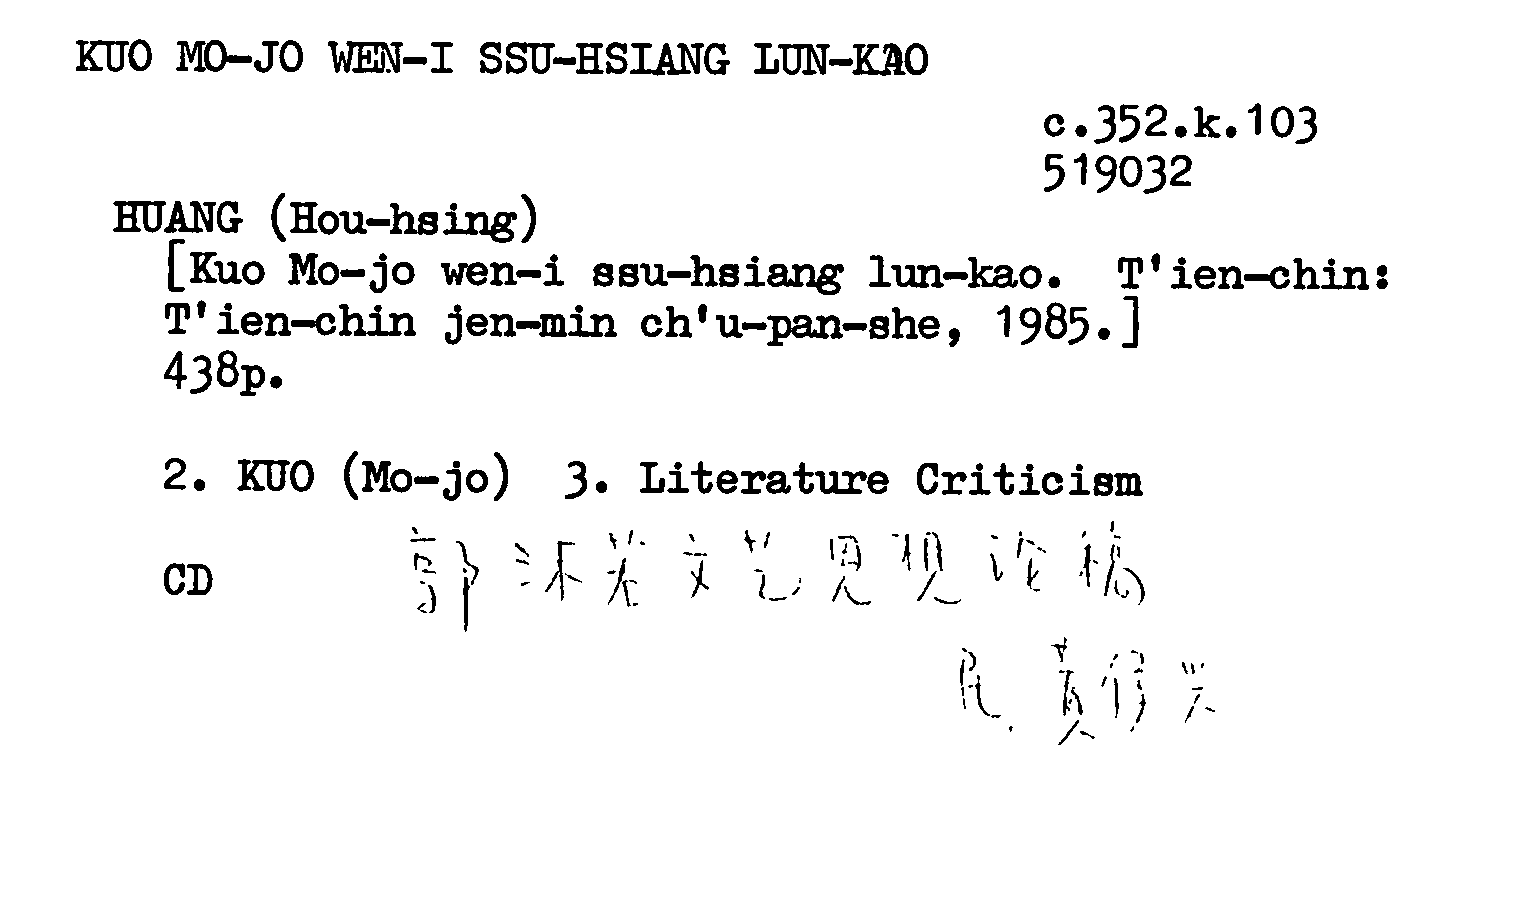 KUO MO-JO WEN-I SSU-HSIANG LUN-KAO
c.352.k.103
519032
HUANG (Hou-hsing)
[Kuo Mo-jo wen-i ssu-hsiang lun-kao. T'ien-chin:
T'ien-chin jen-min ch'u-pan-she, 1985.]
438p.
2. KUO (Mo-jo) 3. Literature Criticism
CD
郭沫若文艺思想论稿
黄侯兴